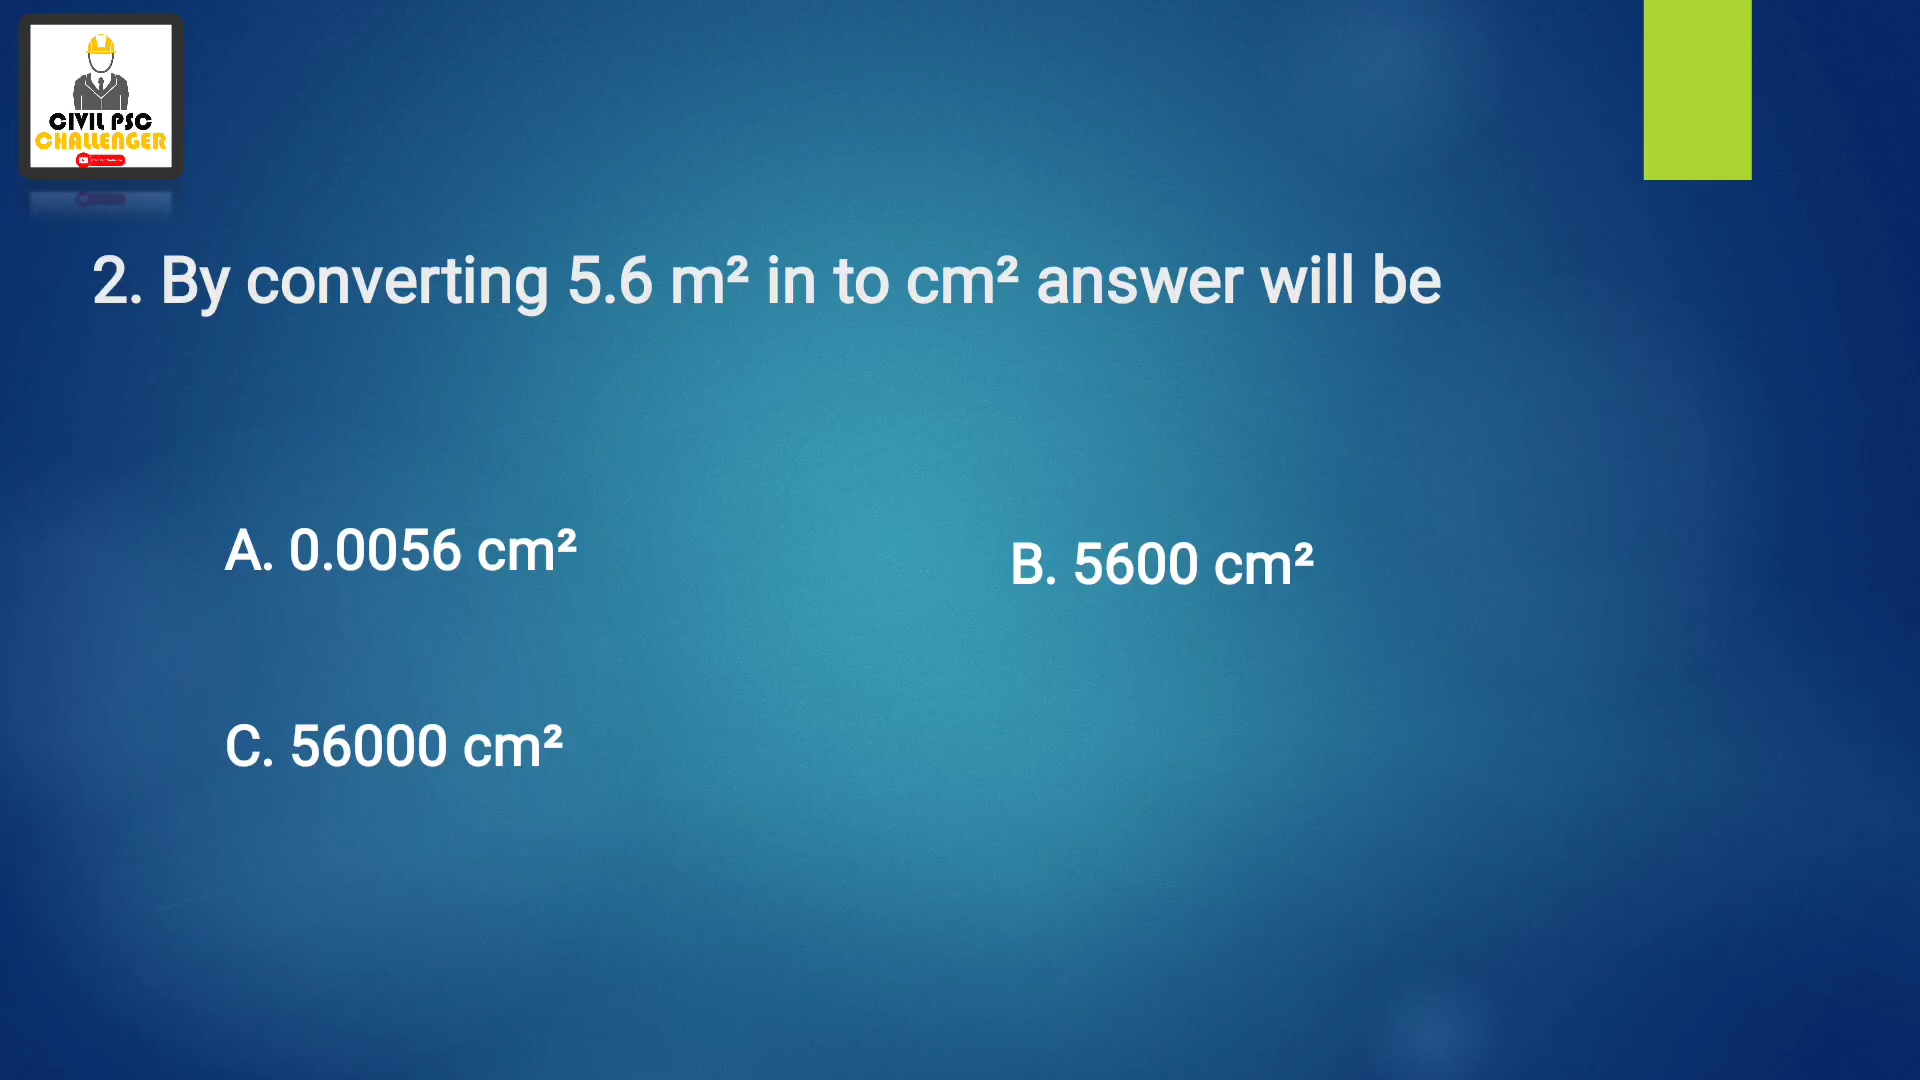 CIVIL PSC
CHALLENGER
2. By converting 5.6 m² in to cm² answer will be
A. 0.0056 cm²
B. 5600 cm²
C. 56000 cm²